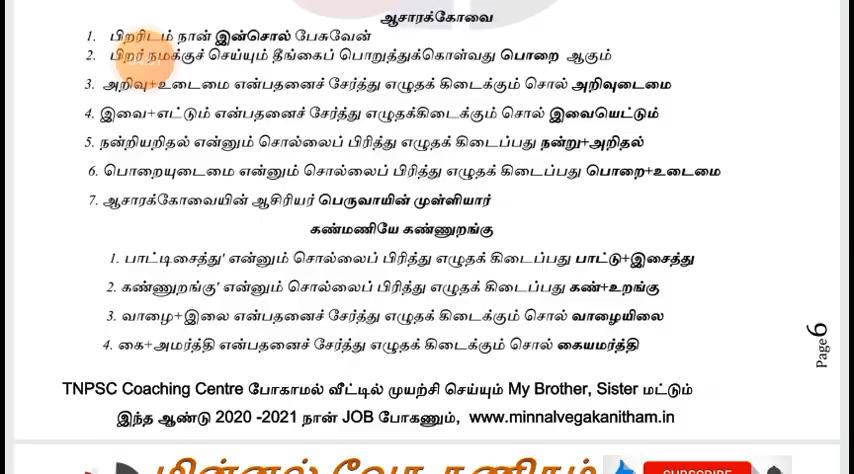 ஆசாரக்கோவை
1. பிறரிடம் நான் இன்சொல் பேசுவேன்
2. பிறர் நமக்குச் செய்யும் தீங்கைப் பொறுத்துக்கொள்வது பொறை ஆகும்
3. அறிவு+உடைமை என்பதனைச் சேர்த்து எழுதக் கிடைக்கும் சொல் அறிவுடைமை
4. இவை+எட்டும் என்பதனைச் சேர்த்து எழுதக்கிடைக்கும் சொல் இவையெட்டும்
5. நன்றியறிதல் என்னும் சொல்லைப் பிரித்து எழுதக் கிடைப்பது நன்று+அறிதல்
6. பொறையுடைமை என்னும் சொல்லைப் பிரித்து எழுதக் கிடைப்பது பொறை+உடைமை
7. ஆசாரக்கோவையின் ஆசிரியர் பெருவாயின் முள்ளியார்
கண்மணியே கண்ணுறங்கு
1. பாட்டிசைத்து' என்னும் சொல்லைப் பிரித்து எழுதக் கிடைப்பது பாட்டு+இசைத்து
2. கண்ணுறங்கு' என்னும் சொல்லைப் பிரித்து எழுதக் கிடைப்பது கண்+உறங்கு
3. வாழை+இலை என்பதனைச் சேர்த்து எழுதக் கிடைக்கும் சொல் வாழையிலை
4. கை+அமர்த்தி என்பதனைச் சேர்த்து எழுதக் கிடைக்கும் சொல் கையமர்த்தி
Page6
TNPSC Coaching Centre போகாமல் வீட்டில் முயற்சி செய்யும் My Brother, Sister மட்டும்
இந்த ஆண்டு 2020 -2021 நான் JOB போகணும், www.minnalvegakanitham.in
மின்னல் வேக கணிதம் SUBSCRIBE